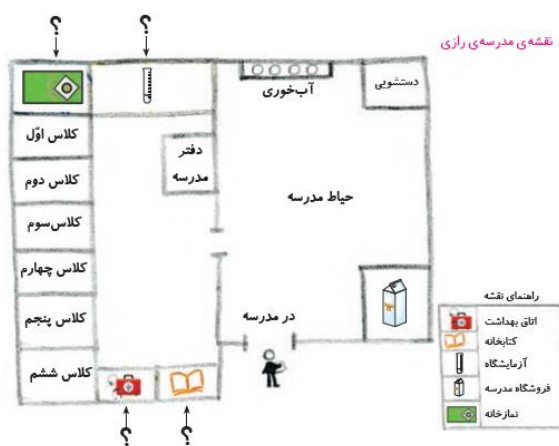 نقشه‌ی مدرسه‌ی رازی
؟
؟
دستشویی
آب‌خوری
کلاس اوّل
دفتر
مدرسه
کلاس دوم
حیاط مدرسه
کلاس‌سوم
کلاس چهارم
کلاس پنجم
در مدرسه
کلاس ششم
؟
؟
راهنمای نقشه
اتاق بهداشت
کتابخانه
آزمایشگاه
فروشگاه مدرسه
نمازخانه